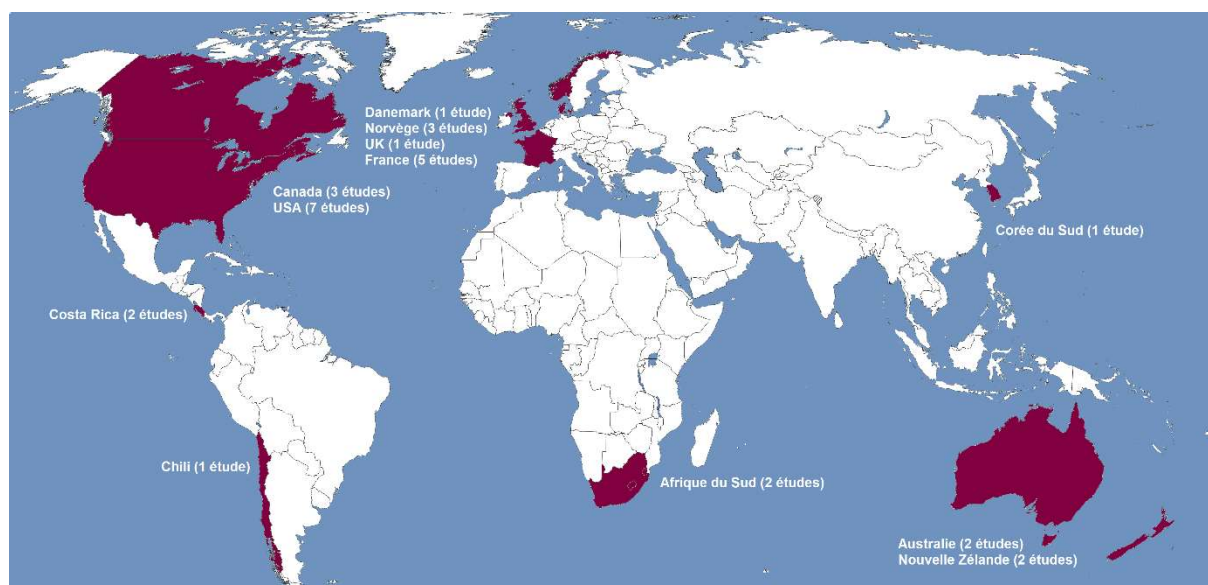 Danemark (1 étude)
Norvège (3 études)
UK (1 étude)
France (5 études)
Canada (3 études)
USA (7 études)
Corée du Sud (1 étude)
Costa Rica (2 études)
Chili (1 étude)
Afrique du Sud (2 études)
Australie (2 études)
Nouvelle Zélande (2 études)